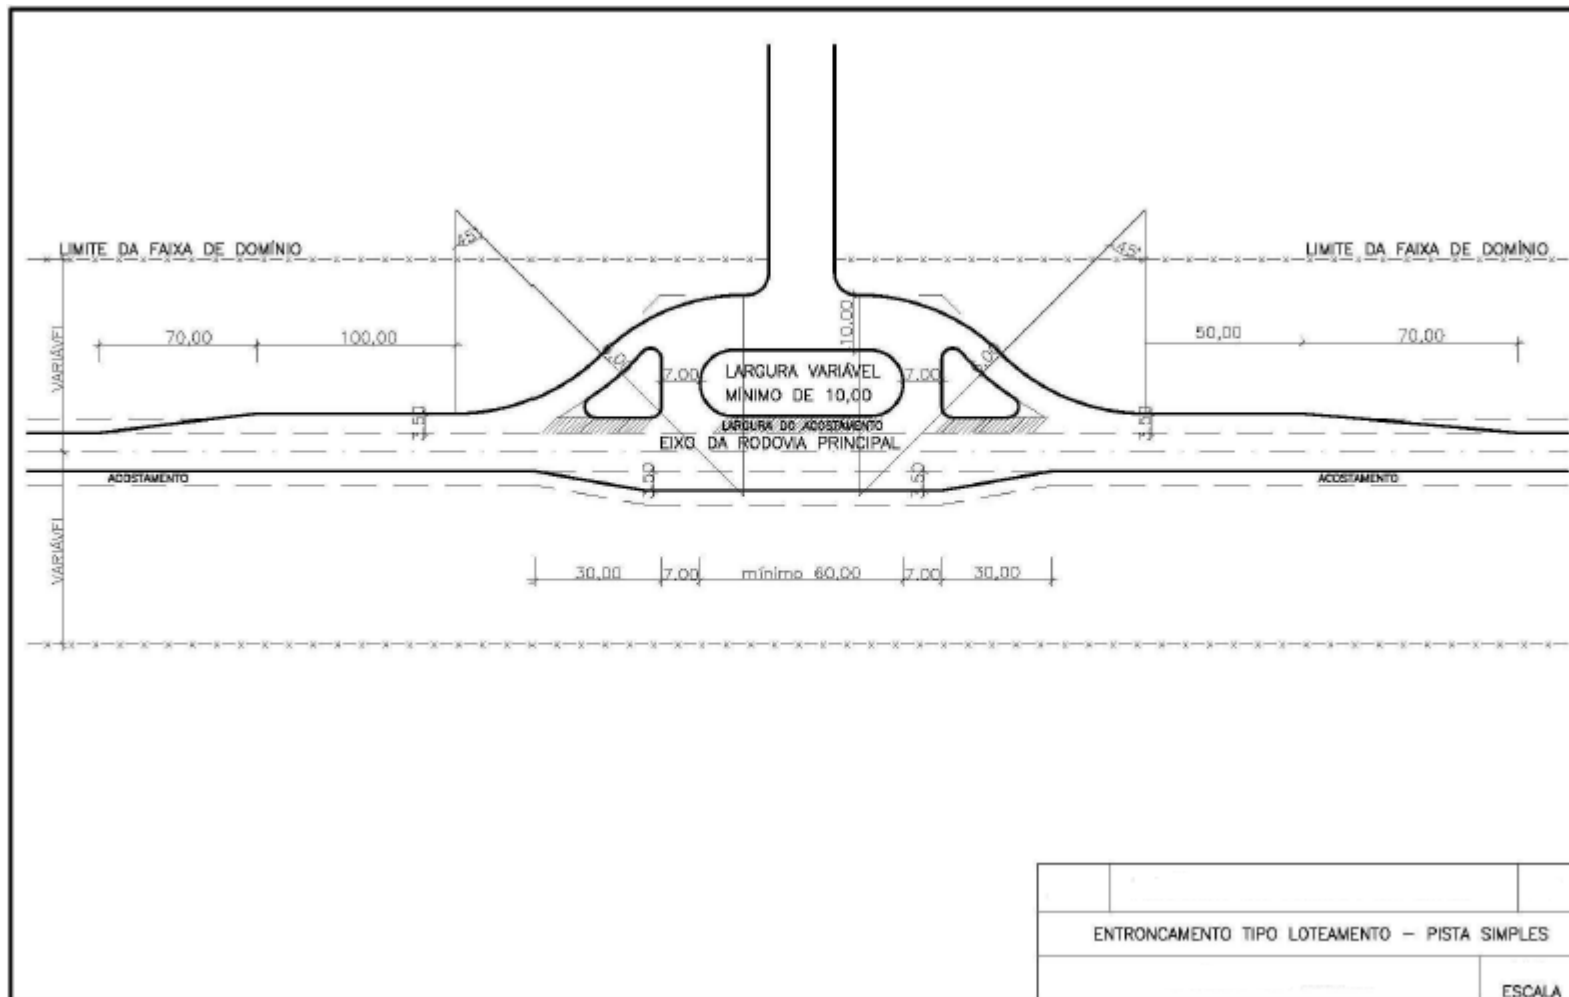 LIMITE DA FAIXA DE DOMÍNIO
LIMITE DA FAIXA DE DOMÍNIO
45°
45°
VARIÁVEL
70,00
100,00
10.00
50,00
70,00
7.00
LARGURA VARIÁVEL
MÍNIMO DE 10,00
7.00
3.50
LARGURA DO ACOSTAMENTO
EIXO DA RODOVIA PRINCIPAL
3.50
ACOSTAMENTO
3.50
3.50
ACOSTAMENTO
VARIÁVEL
30,00
7.00
mínimo 60,00
7.00
30,00
ENTRONCAMENTO TIPO LOTEAMENTO – PISTA SIMPLES
ESCALA